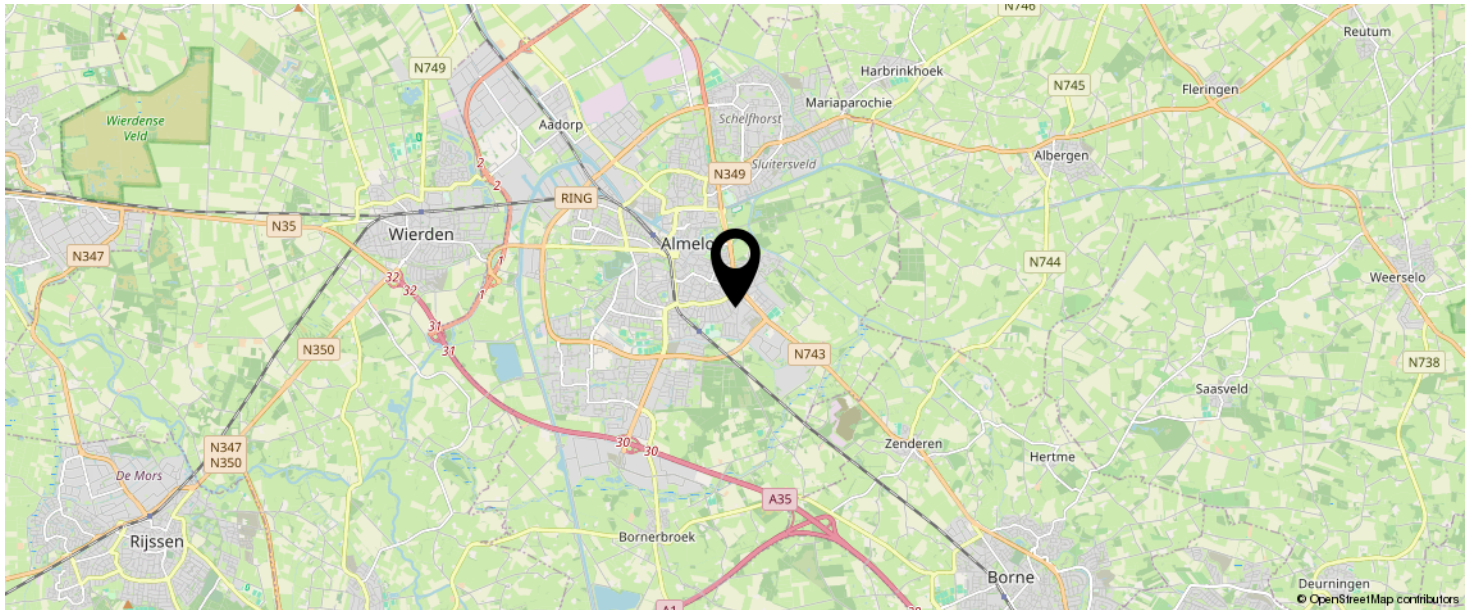 N746
Reutum
N749
Harbrinkhoek
N745
Fleringen
Mariaparochie
Wierdense
Veld
Aadorp
Schelfhorst
Albergen
Sluitersveld
2
2
N349
RING
N35
Wierden
Almelo
N347
1
N744
32
32
1
Weerselo
31
31
N350
N743
N738
Saasveld
30
30
Zenderen
N347
N350
Hertme
De Mors
A35
Rijssen
Bornerbroek
Borne
Deurningen
A1
30
© OpenStreetMap contributors